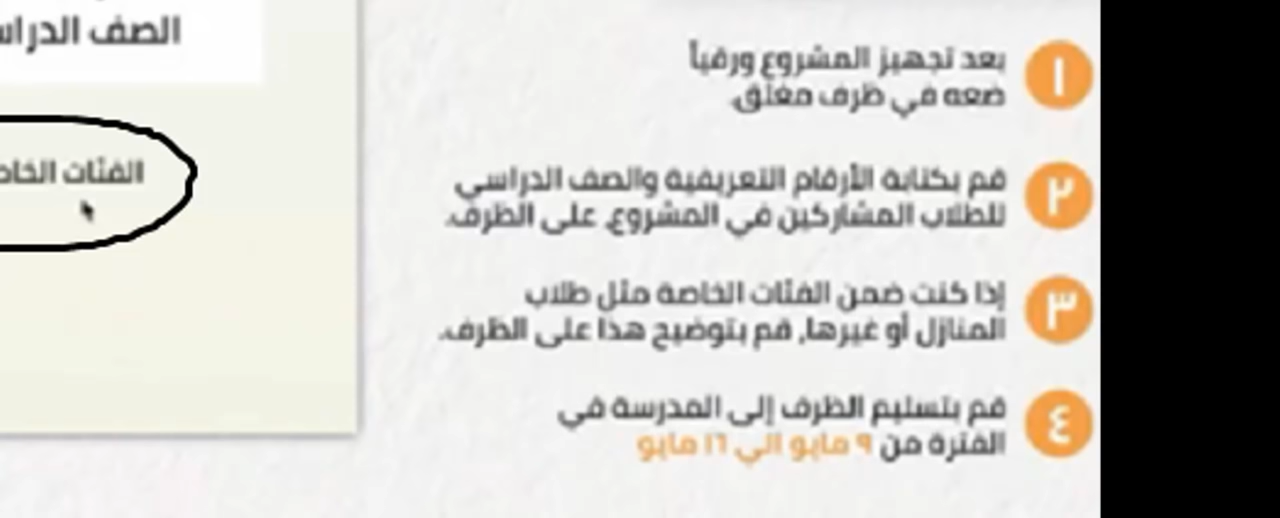 الصف
١
بعد تجهيز المشروع ورقياً
ضعه في ظرف مغلق.
٢
قم بكتابة الأرقام التعريفية والصف الدراسي
للطلاب المشاركين في المشروع على الظرف.
الفئات
٣
إذا كنت ضمن الفئات الخاصة مثل طلاب
المنازل أو غيرها, قم بتوضيح هذا على الظرف.
٤
قم بتسليم الظرف إلى المدرسة في
الفترة من ٩ مايو الي ١٦ مايو